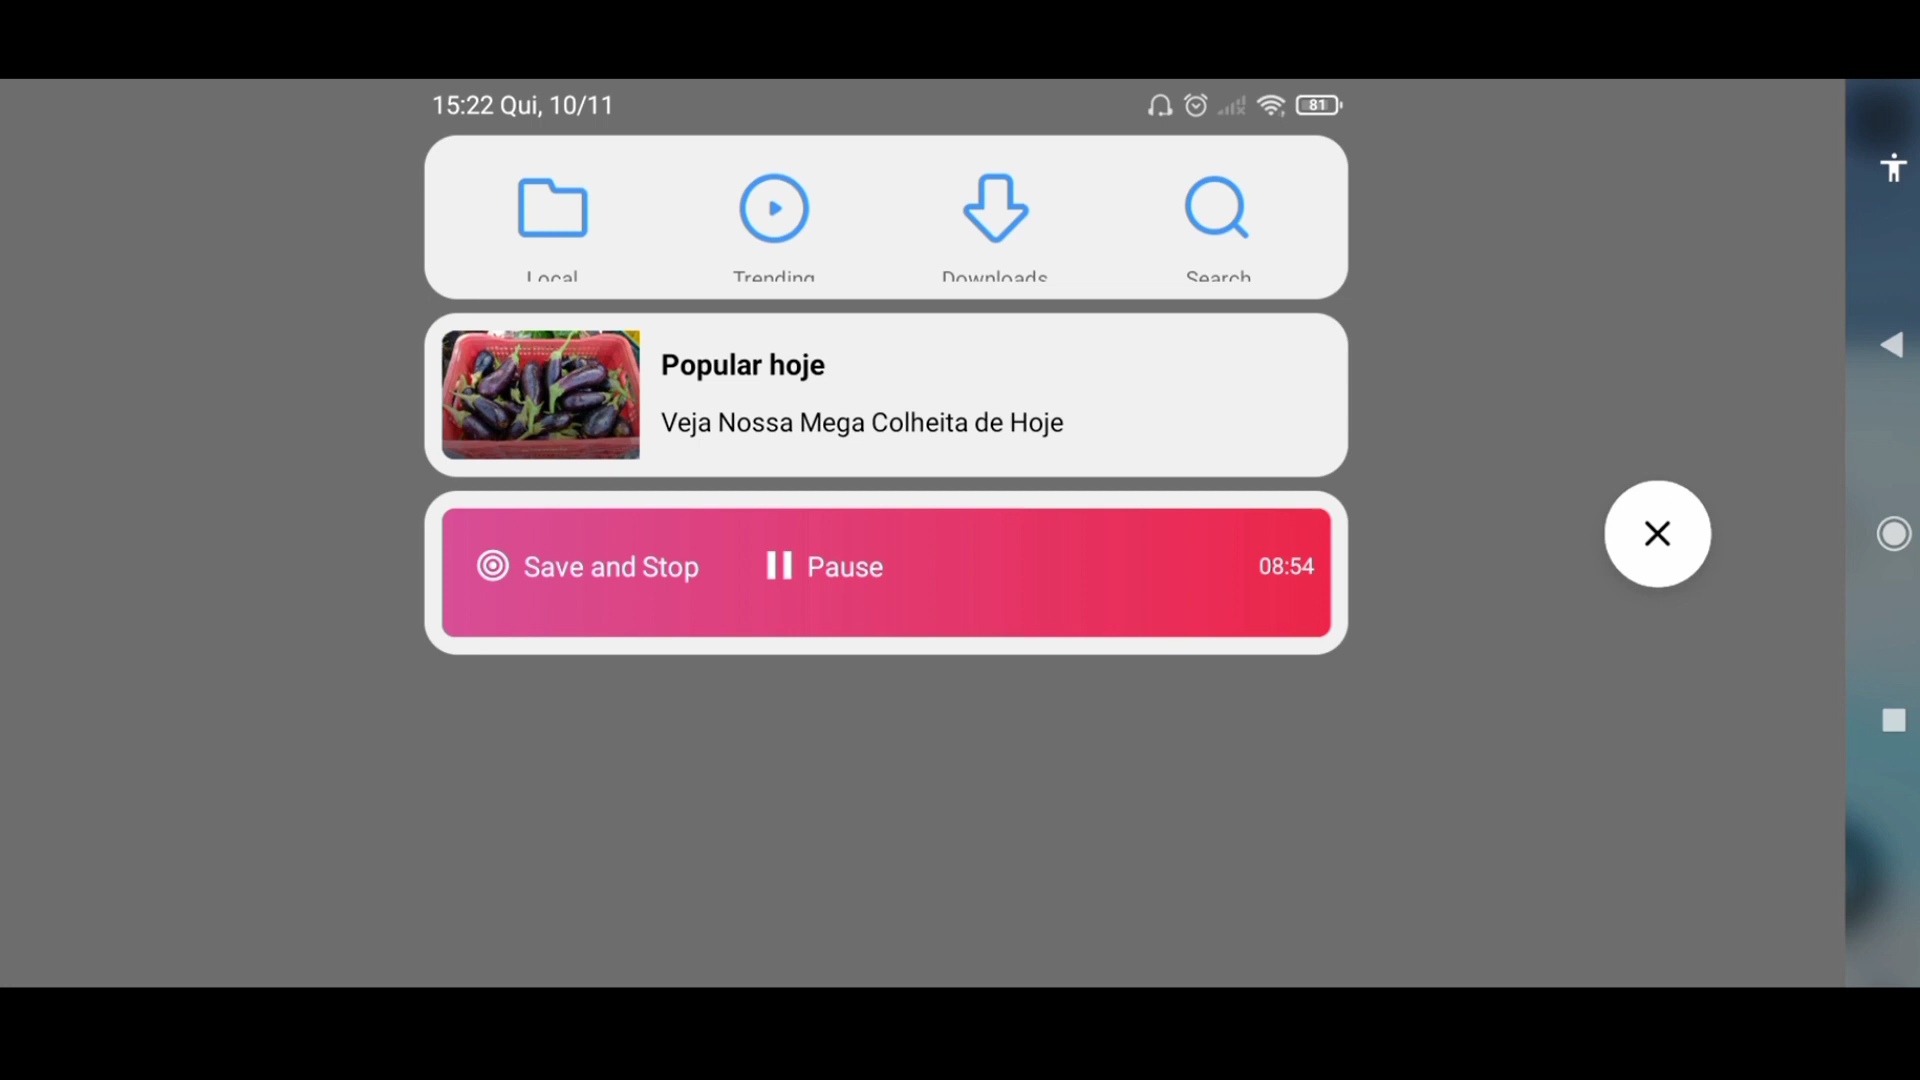 15:22 Qui, 10/11
81
Local
Trending
Downloads
Search
Popular hoje
Veja Nossa Mega Colheita de Hoje
Save and Stop
Pause
08:54